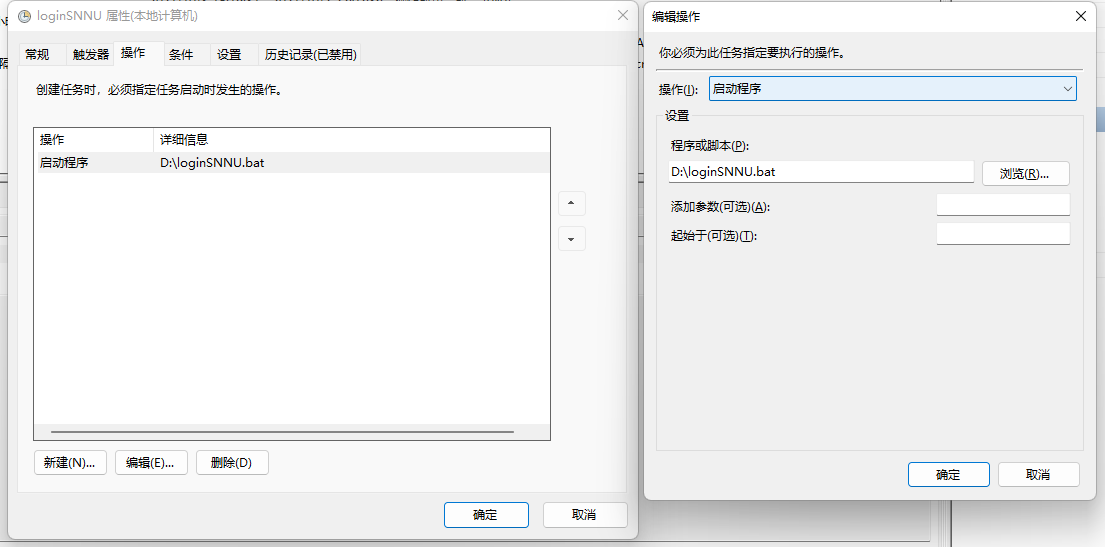 loginSNNU 属性(本地计算机)
常规
触发器
操作
条件
设置
历史记录(已禁用)
创建任务时，必须指定任务启动时发生的操作。
操作
详细信息
启动程序
D:\loginSNNU.bat
新建(N)...
编辑(E)...
删除(D)
确定
取消
编辑操作
你必须为此任务指定要执行的操作。
操作(I):
启动程序
设置
程序或脚本(P):
D:\loginSNNU.bat
浏览(R)...
添加参数(可选)(A):
起始于(可选)(T):
确定
取消